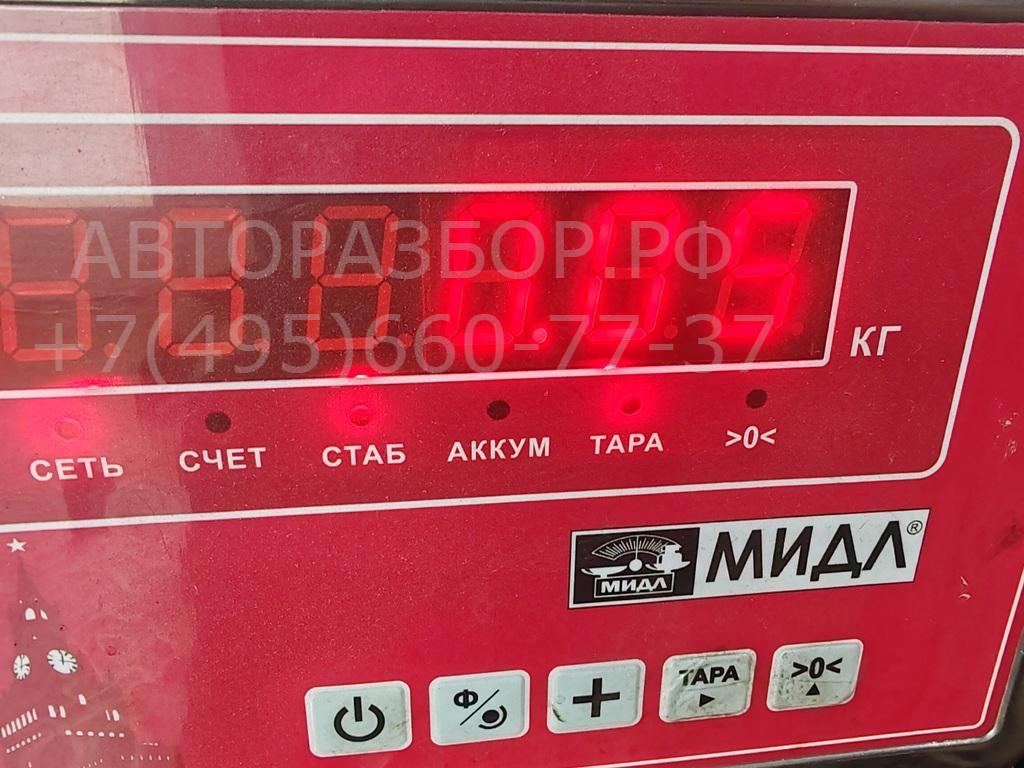 АВТОРАЗБОР.РФ
+7(495)660-77-37
КГ
СЕТЬ СЧЕТ СТАБ АККУМ ТАРА >0<
МИДЛ МИДЛ®
Ф ТАРА >0<